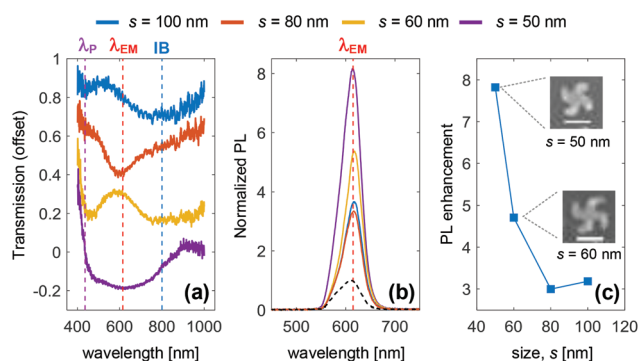 s = 100 nm s = 80 nm s = 60 nm s = 50 nm
λP λEM IB
Transmission (offset)
1
0.8
0.6
0.4
0.2
0
-0.2
400 600 800 1000
wavelength [nm]
(a)
λEM
Normalized PL
8
6
4
2
0
500 600 700
wavelength [nm]
(b)
PL enhancement
8
7
6
5
4
3
s = 50 nm
s = 60 nm
40 60 80 100 120
size, s [nm]
(c)